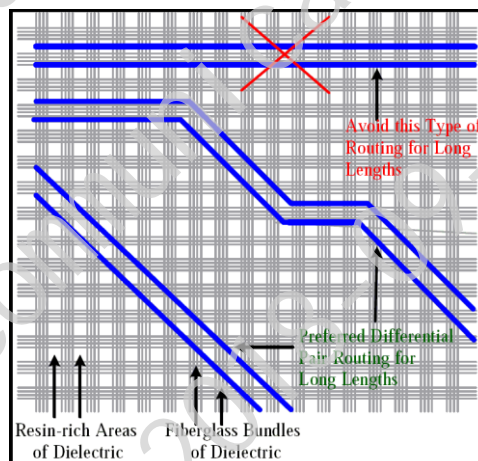 Avoid this Type of
Routing for Long
Lengths
Preferred Differential
Pair Routing for
Long Lengths
Resin-rich Areas
of Dielectric
Fiberglass Bundles
of Dielectric